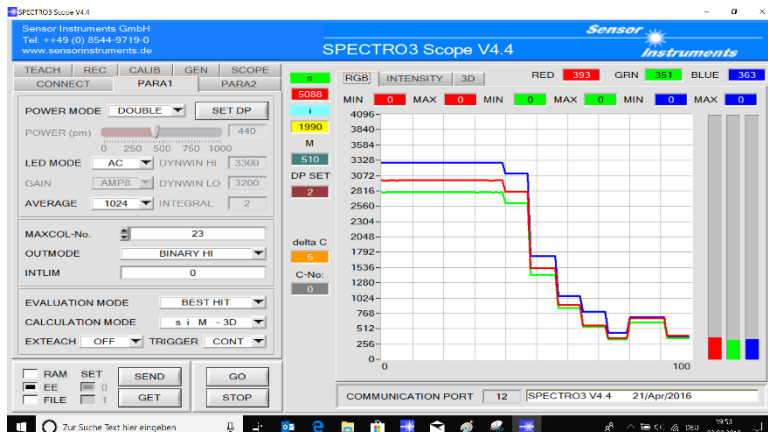 SPECTRO3 Scope V4.4
Sensor Instruments GmbH
Tel. ++49 (0) 8544-9719-0
www.sensorinstruments.de
SPECTRO3 Scope V4.4
Sensor
Instruments
TEACH REC CALIB GEN SCOPE
CONNECT PARA1 PARA2
POWER MODE DOUBLE SET DP
POWER (pm) 440
0 250 500 750 1000
LED MODE AC DYNWIN HI 3300
GAIN AMP8 DYNWIN LO 3200
AVERAGE 1024 INTEGRAL 2
MAXCOL-No. 23
OUTMODE BINARY HI
INTLIM 0
EVALUATION MODE BEST HIT
CALCULATION MODE s i M - 3D
EXTEACH OFF TRIGGER CONT
RAM SET SEND GO
EE 0
FILE 1 GET STOP
s
5088
i
1990
M
510
DP SET
2
delta C
5
C-No:
0
RGB INTENSITY 3D RED 393 GRN 351 BLUE 363
MIN 0 MAX 0 MIN 0 MAX 0 MIN 0 MAX 0
4096
3840
3584
3328
3072
2816
2560
2304
2048
1792
1536
1280
1024
768
512
256
0
0 100
COMMUNICATION PORT 12 SPECTRO3 V4.4 21/Apr/2016
Zur Suche Text hier eingeben
DEU
19:53